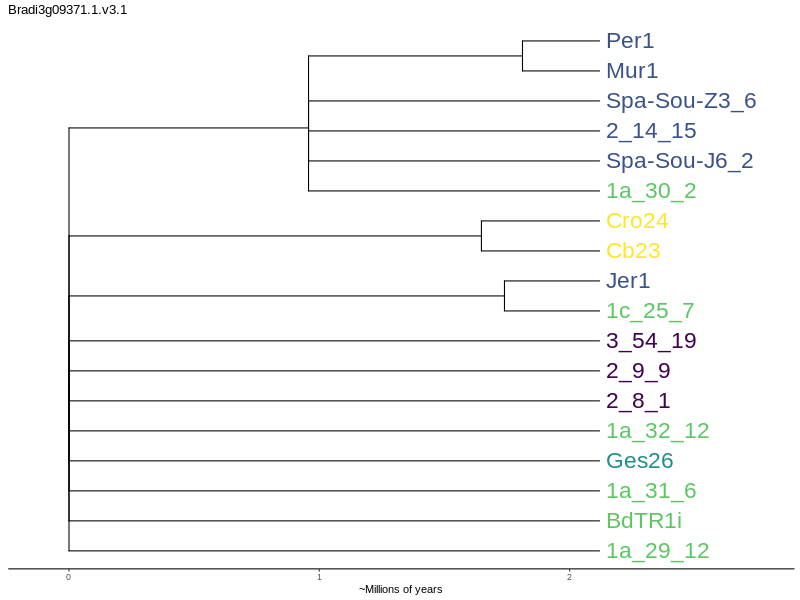 Bradi3g09371.1.v3.1
Per1
Mur1
Spa-Sou-Z3_6
2_14_15
Spa-Sou-J6_2
1a_30_2
Cro24
Cb23
Jer1
1c_25_7
3_54_19
2_9_9
2_8_1
1a_32_12
Ges26
1a_31_6
BdTR1i
1a_29_12
0 1 2
~Millions of years